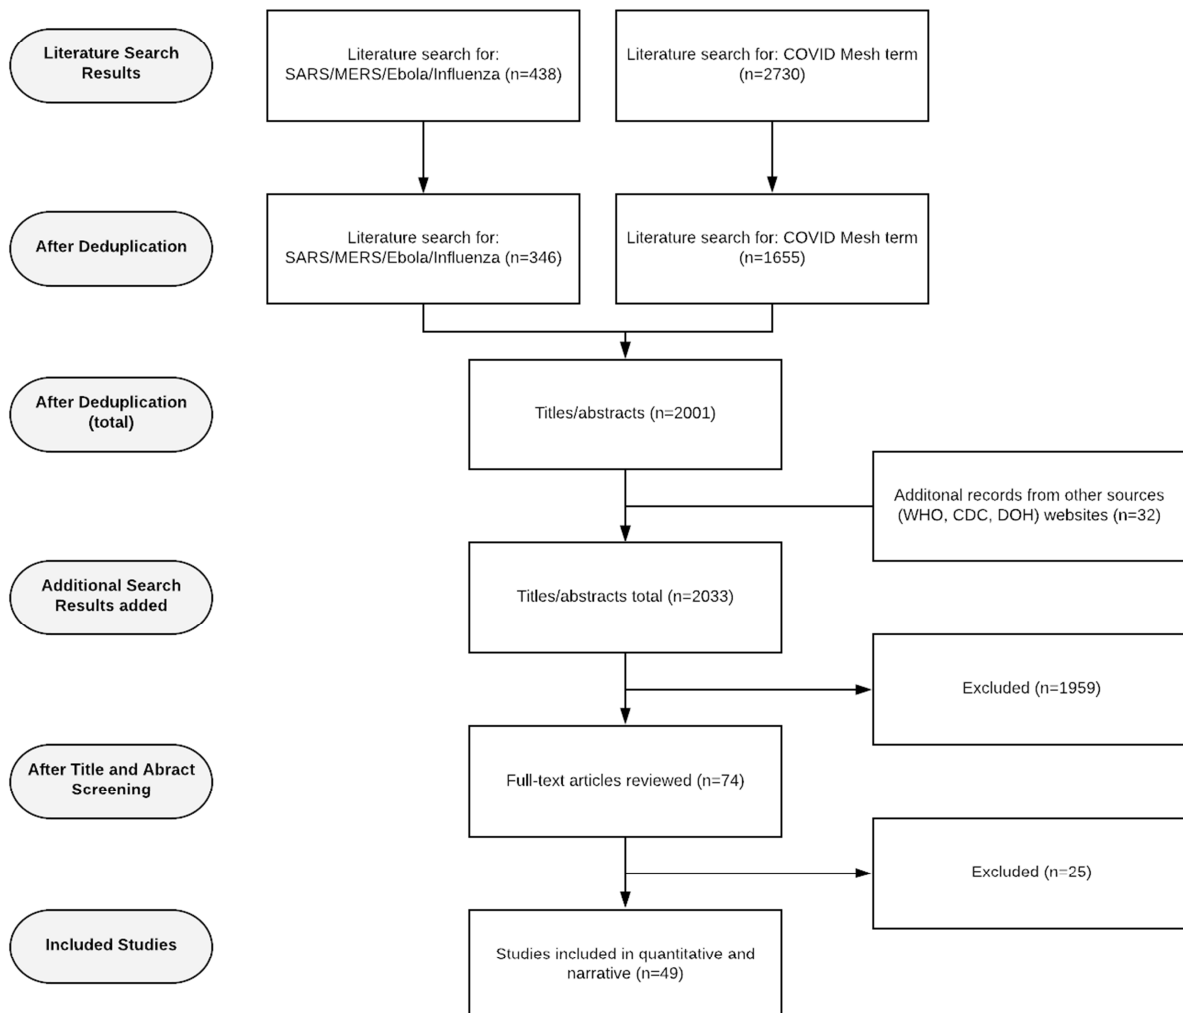 Literature Search
Results
Literature search for:
SARS/MERS/Ebola/Influenza (n=438)
Literature search for: COVID Mesh term
(n=2730)
After Deduplication
Literature search for:
SARS/MERS/Ebola/Influenza (n=346)
Literature search for: COVID Mesh term
(n=1655)
After Deduplication
(total)
Titles/abstracts (n=2001)
Additonal records from other sources
(WHO, CDC, DOH) websites (n=32)
Additional Search
Results added
Titles/abstracts total (n=2033)
Excluded (n=1959)
After Title and Abract
Screening
Full-text articles reviewed (n=74)
Excluded (n=25)
Included Studies
Studies included in quantitative and
narrative (n=49)